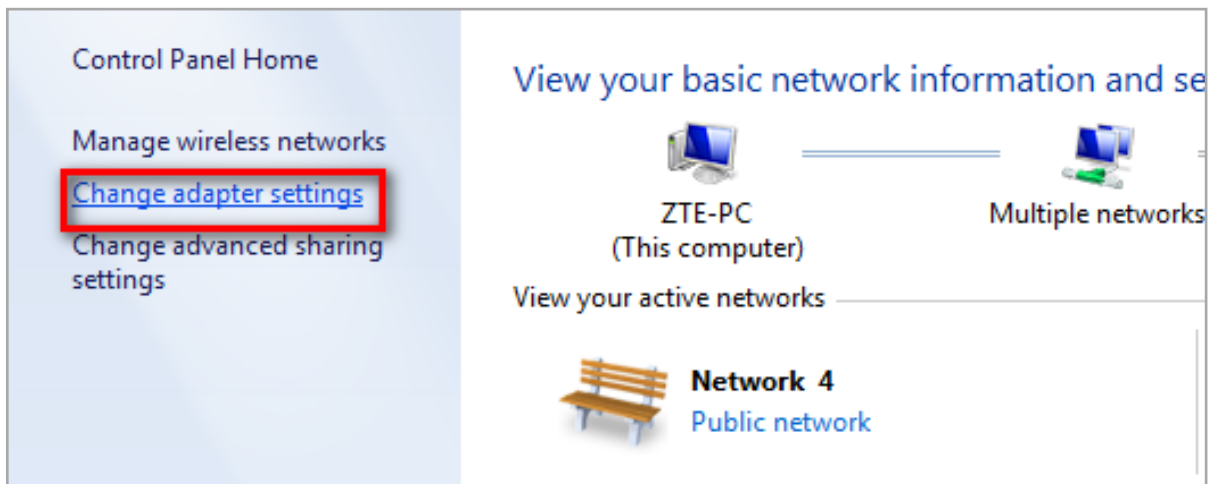 Control Panel Home
Manage wireless networks
Change adapter settings
Change advanced sharing
settings
View your basic network information and se
ZTE-PC
(This computer)
Multiple networks
View your active networks
Network 4
Public network